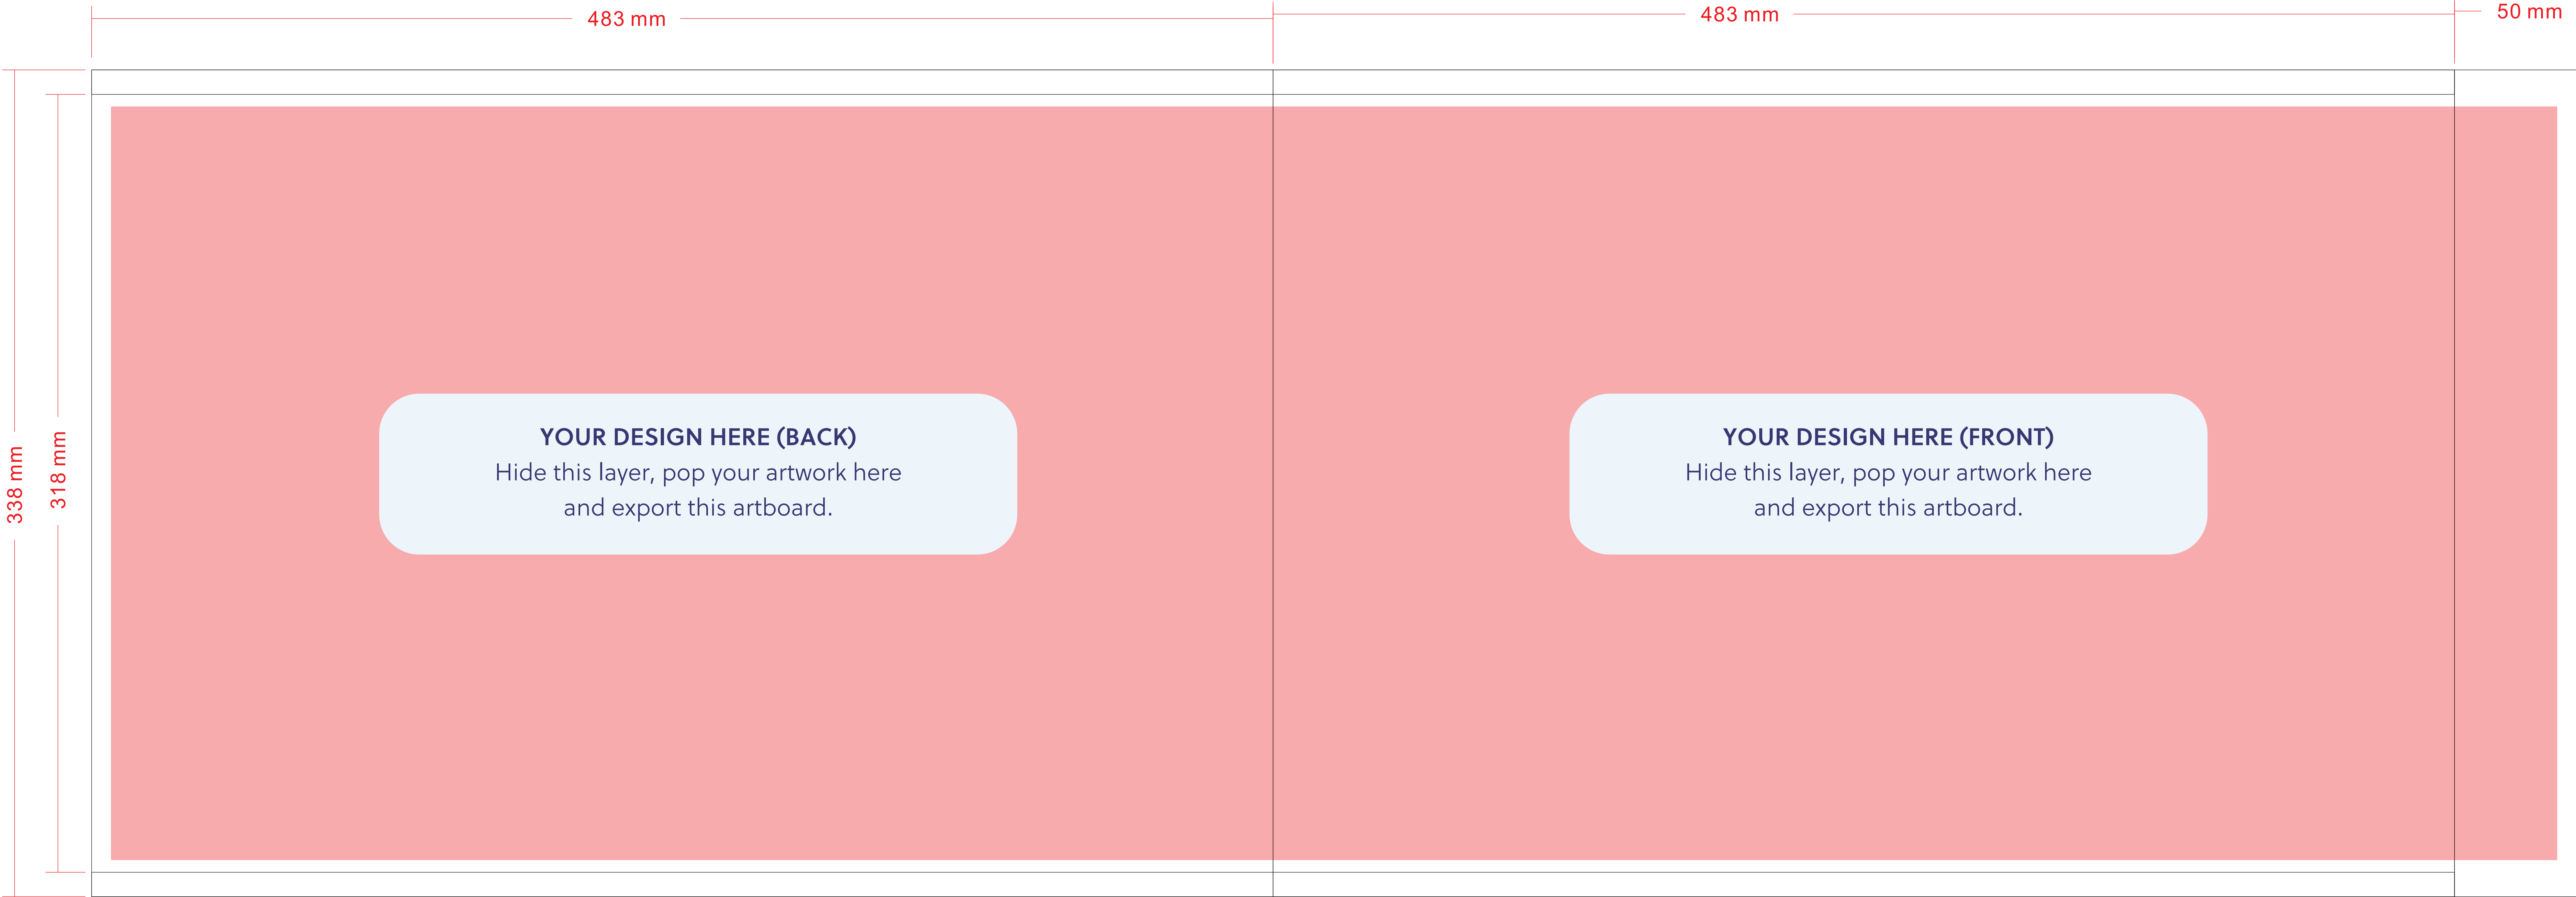 483 mm
483 mm
50 mm
338 mm
318 mm
YOUR DESIGN HERE (BACK)
Hide this layer, pop your artwork here
and export this artboard.
YOUR DESIGN HERE (FRONT)
Hide this layer, pop your artwork here
and export this artboard.